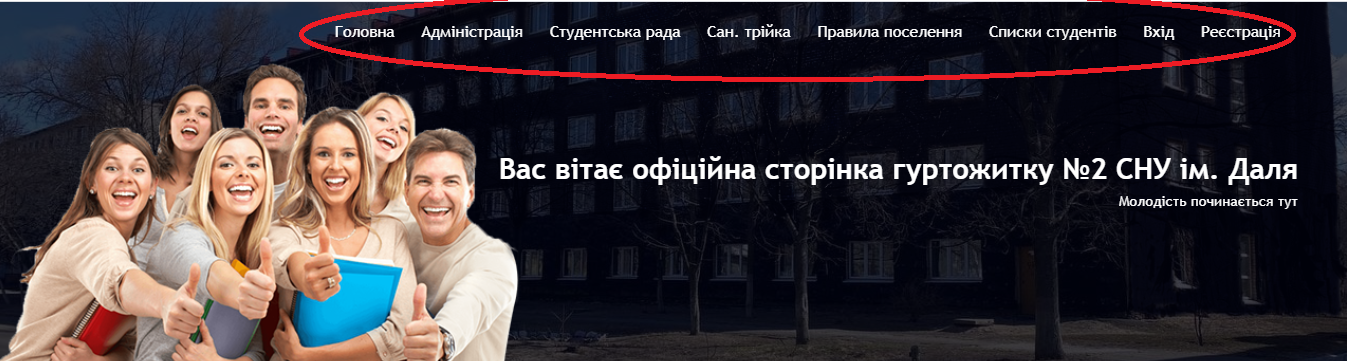 Головна Адміністрація Студентська рада Сан. трійка Правила поселення Списки студентів Вхід Реєстрація
Вас вітає офіційна сторінка гуртожитку №2 СНУ ім. Даля
Молодість починається тут